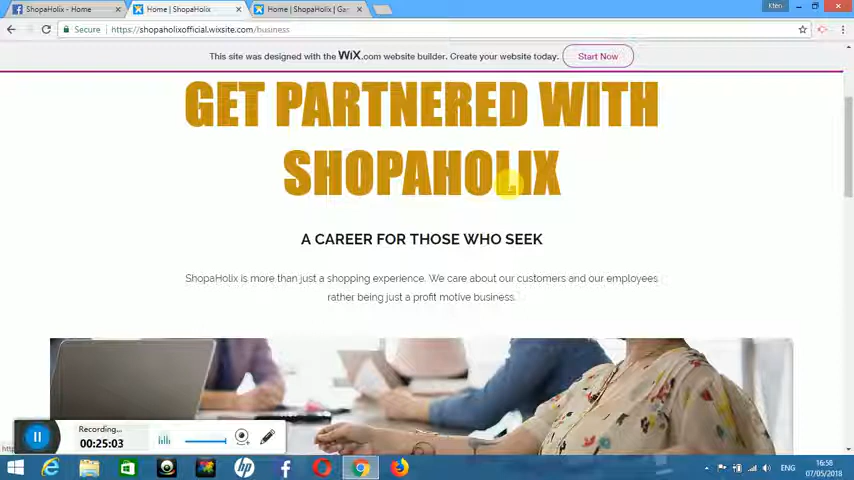 ShopaHolix - Home
Home | ShopaHolix
Home | ShopaHolix | Gar
Kten
Secure
https://shopaholixofficial.wixsite.com/business
This site was designed with the WiX.com website builder. Create your website today.
Start Now
GET PARTNERED WITH
SHOPAHOLIX
A CAREER FOR THOSE WHO SEEK
ShopaHolix is more than just a shopping experience. We care about our customers and our employees
rather being just a profit motive business.
Recording...
00:25:03
hp
ENG
16:58
07/05/2018